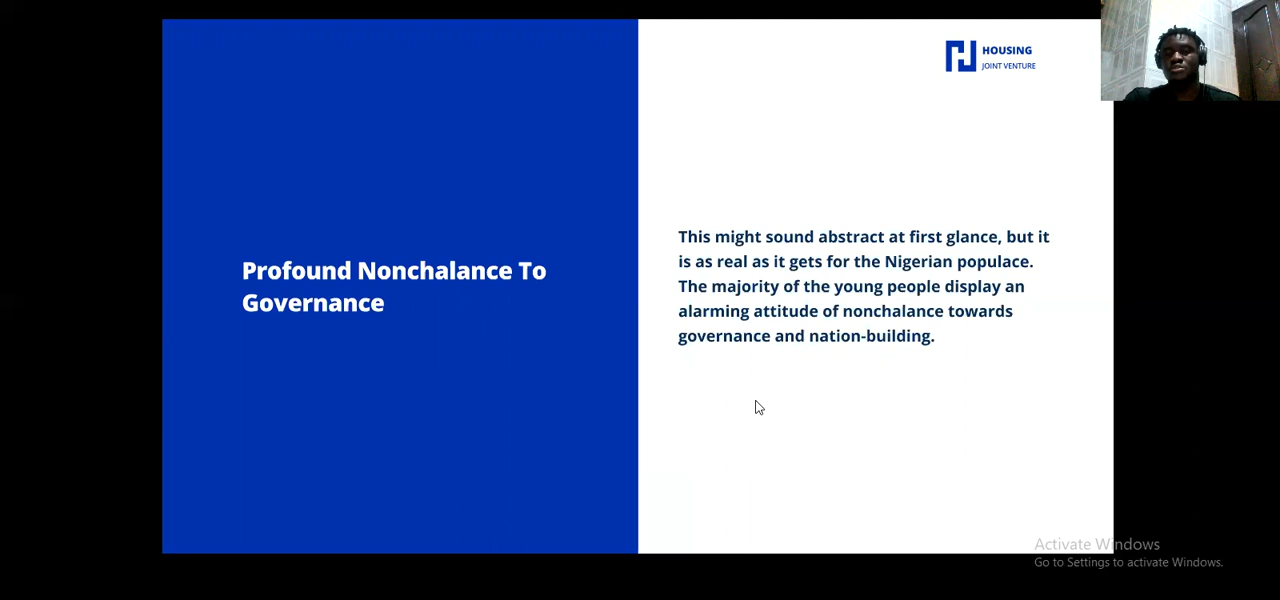 HOUSING
JOINT VENTURE
Profound Nonchalance To
Governance
This might sound abstract at first glance, but it
is as real as it gets for the Nigerian populace.
The majority of the young people display an
alarming attitude of nonchalance towards
governance and nation-building.
Activate Windows
Go to Settings to activate Windows.